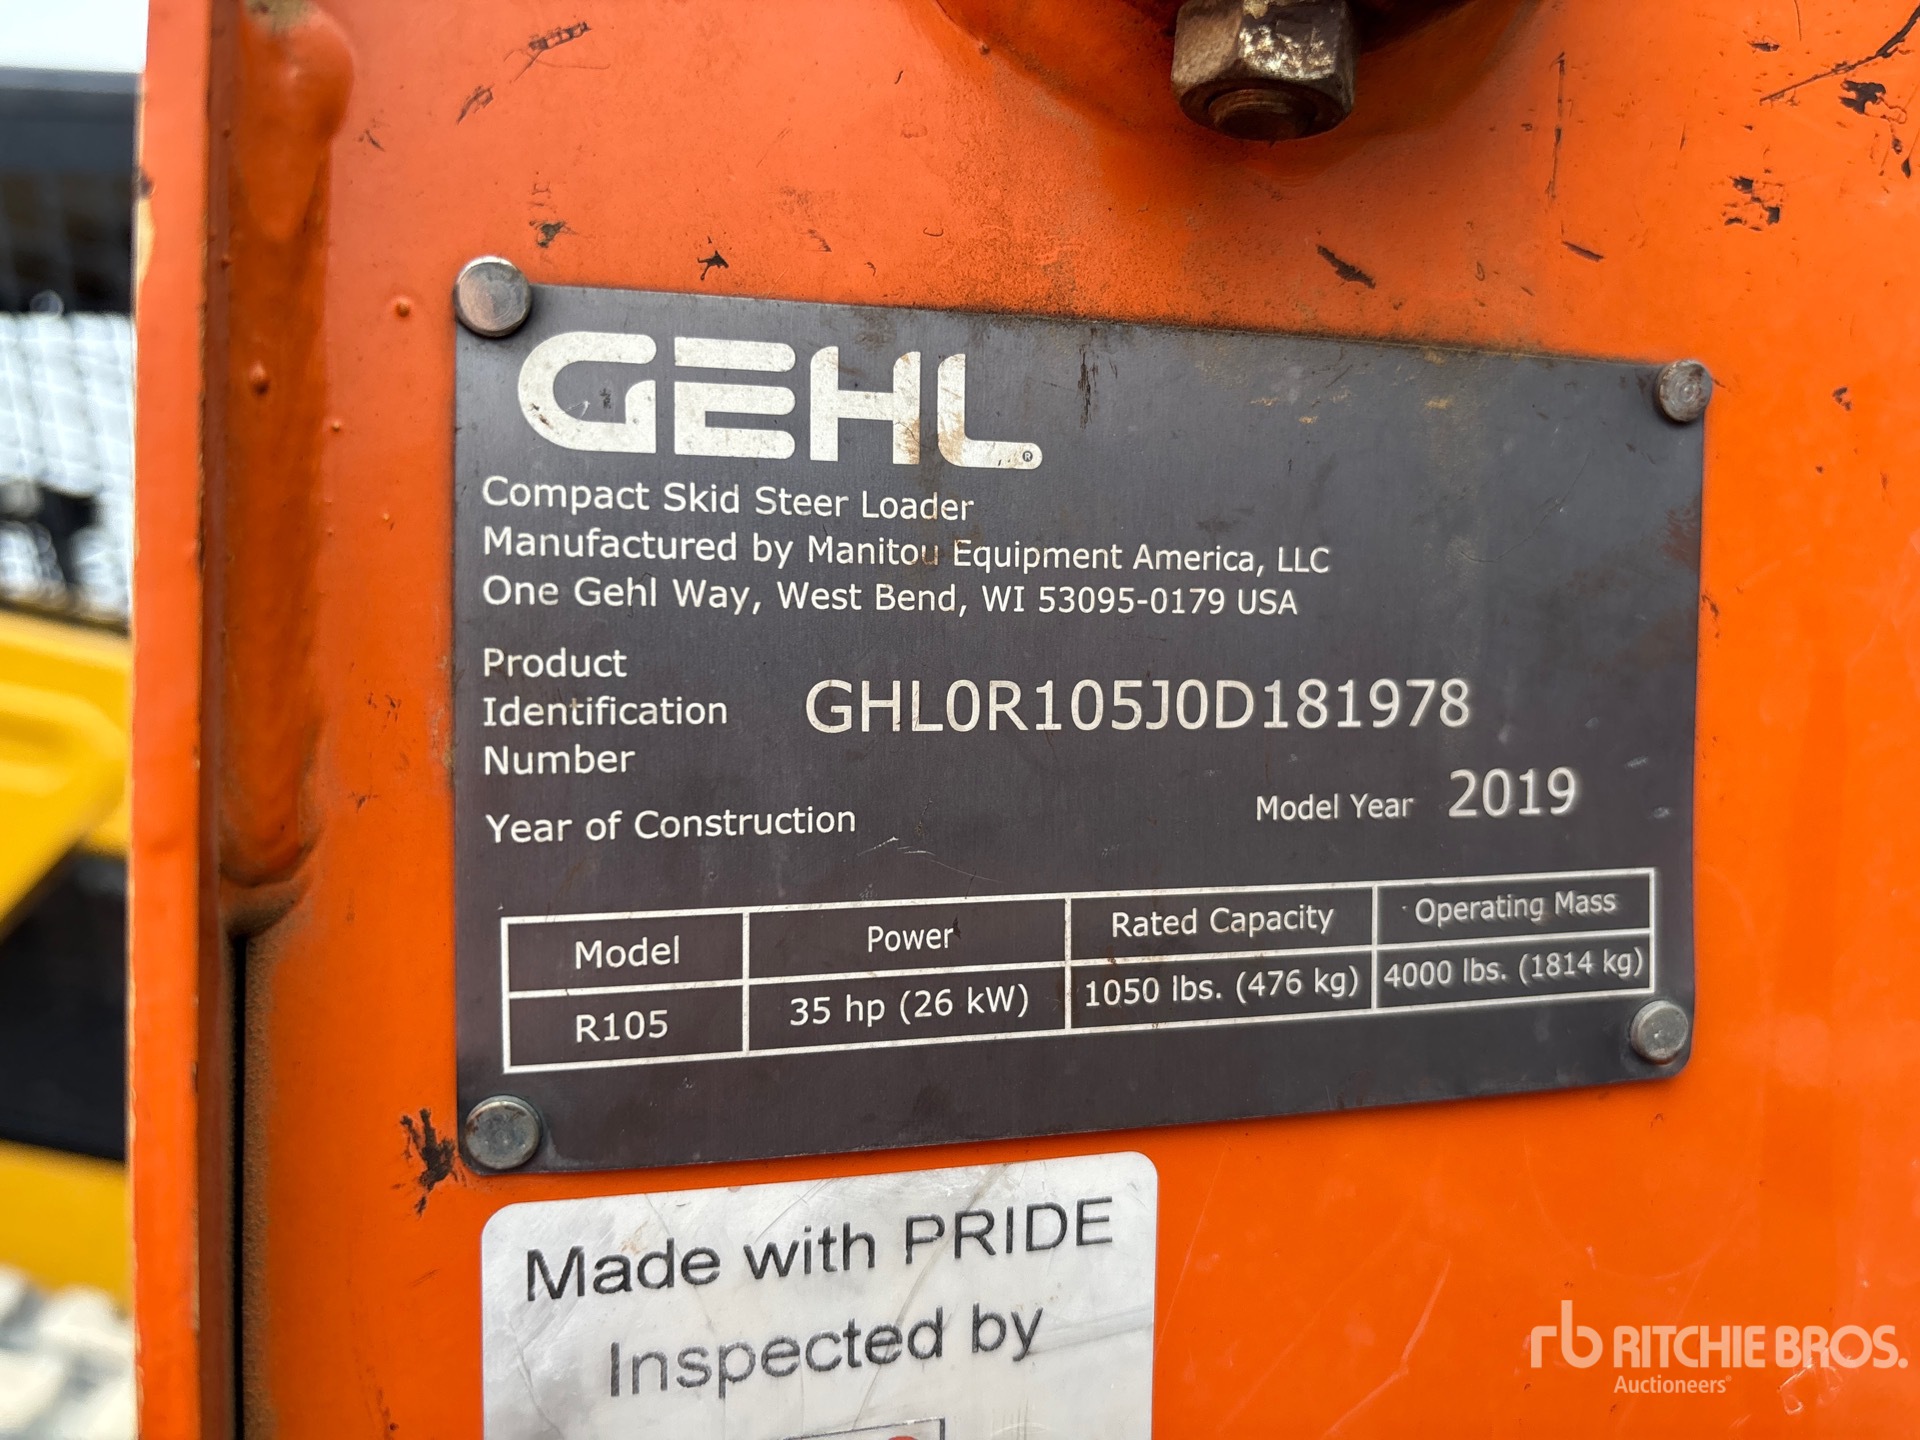 GEHL®
Compact Skid Steer Loader
Manufactured by Manitou Equipment America, LLC
One Gehl Way, West Bend, WI 53095-0179 USA
Product
Identification
Number
GHL0R105J0D181978
Year of Construction
Model Year 2019
Model Power Rated Capacity Operating Mass
R105 35 hp (26 kW) 1050 lbs. (476 kg) 4000 lbs. (1814 kg)
Made with PRIDE
Inspected by
rb RITCHIE BROS.
Auctioneers